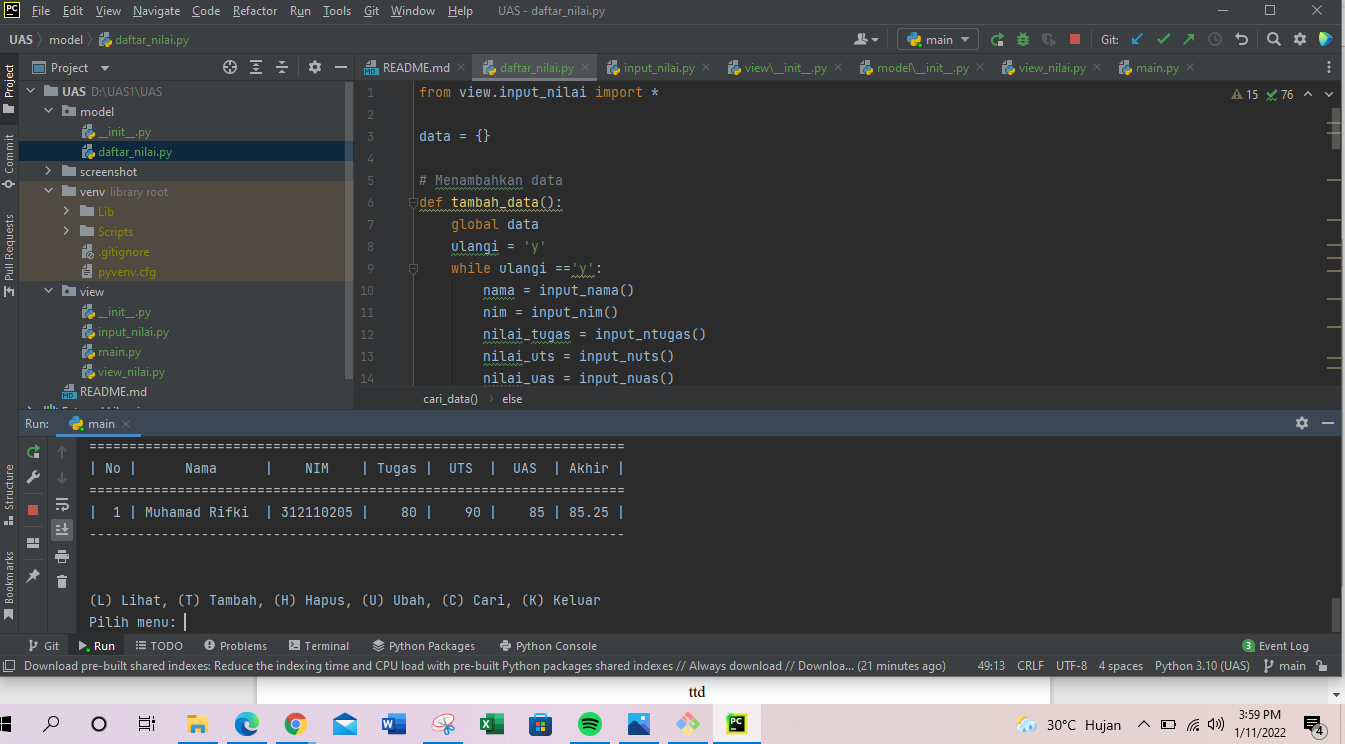 File Edit View Navigate Code Refactor Run Tools Git Window Help UAS - daftar_nilai.py
UAS model daftar_nilai.py main Git:
Project README.md daftar_nilai.py input_nilai.py view\__init__.py model\__init__.py view_nilai.py main.py
Project
Commit
Pull Requests
UAS D:\UAS1\UAS
model
__init__.py
daftar_nilai.py
screenshot
venv library root
Lib
Scripts
.gitignore
pyvenv.cfg
view
__init__.py
input_nilai.py
main.py
view_nilai.py
README.md
15 76
1 from view.input_nilai import *
2
3 data = {}
4
5 # Menambahkan data
6 def tambah_data():
7 global data
8 ulangi = 'y'
9 while ulangi =='y':
10 nama = input_nama()
11 nim = input_nim()
12 nilai_tugas = input_ntugas()
13 nilai_uts = input_nuts()
14 nilai_uas = input_nuas()
cari_data() else
Run: main
Structure
Bookmarks
===================================================================
| No | Nama | NIM | Tugas | UTS | UAS | Akhir |
===================================================================
| 1 | Muhamad Rifki | 312110205 | 80 | 90 | 85 | 85.25 |
-------------------------------------------------------------------
(L) Lihat, (T) Tambah, (H) Hapus, (U) Ubah, (C) Cari, (K) Keluar
Pilih menu:
Git Run TODO Problems Terminal Python Packages Python Console 3 Event Log
Download pre-built shared indexes: Reduce the indexing time and CPU load with pre-built Python packages shared indexes // Always download // Downloa... (21 minutes ago) 49:13 CRLF UTF-8 4 spaces Python 3.10 (UAS) main
ttd
30°C Hujan 3:59 PM
1/11/2022 4